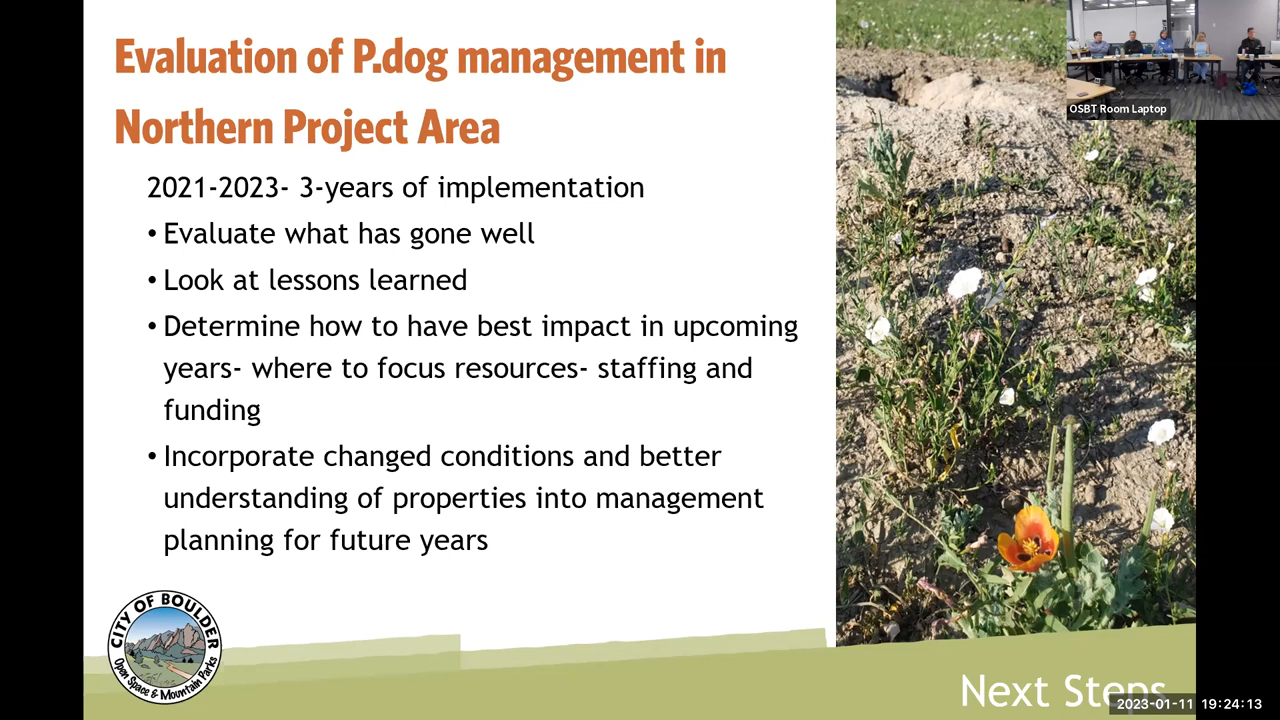 Evaluation of P.dog management in
Northern Project Area
2021-2023- 3-years of implementation
• Evaluate what has gone well
• Look at lessons learned
• Determine how to have best impact in upcoming
years- where to focus resources- staffing and
funding
• Incorporate changed conditions and better
understanding of properties into management
planning for future years
CITY OF BOULDER
Open Space & Mountain Parks
Next Steps
OSBT Room Laptop
2023-01-11 19:24:13